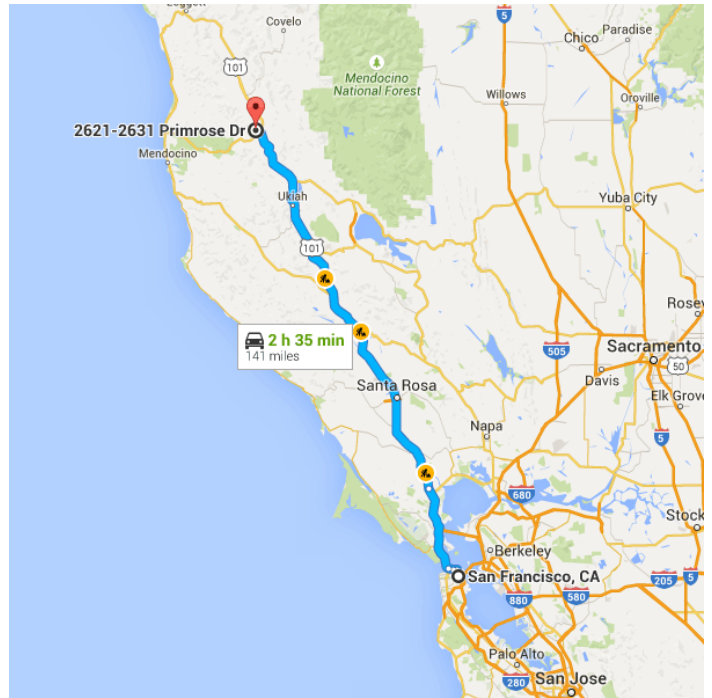 Leggett
Covelo
5
Paradise
Chico
101
Mendocino
National Forest
Willows
Oroville
2621-2631 Primrose Dr
Mendocino
Ukiah
Yuba City
101
2 h 35 min
141 miles
Rosev
505
Sacramento
50
Davis
Santa Rosa
Elk Grove
Napa
5
680
Stock
Berkeley
San Francisco, CA
205
5
880
580
Palo Alto
280
San Jose